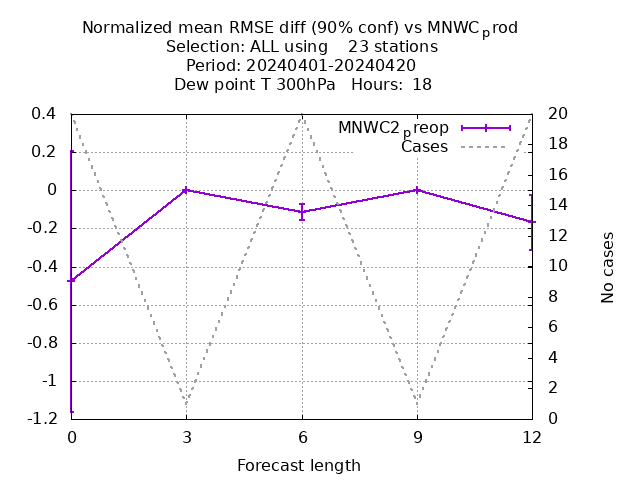 Normalized mean RMSE diff (90% conf) vs MNWCprod
Selection: ALL using    23 stations
Period: 20240401-20240420
Dew point T 300hPa   Hours: 18
MNWC2preop
Cases
0.4
0.2
0
-0.2
-0.4
-0.6
-0.8
-1
-1.2
20
18
16
14
12
10
8
6
4
2
0
No cases
0 3 6 9 12
Forecast length